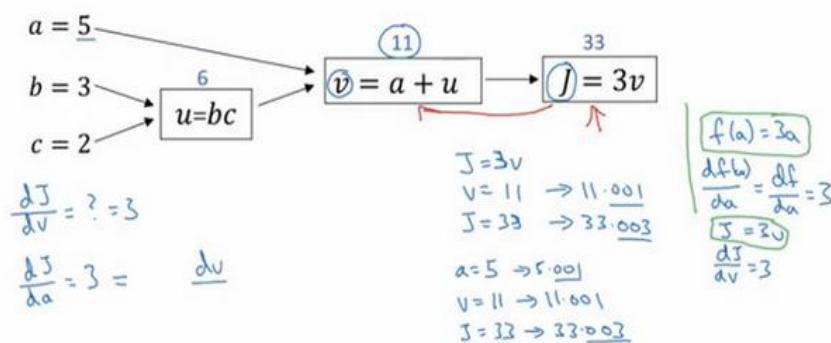 a = 5
11
33
b = 3
6
v = a + u
J = 3v
u=bc
c = 2
f(a) = 3a
df(a)/da = df/da = 3
J = 3v
dJ/dv = 3
J = 3v
v = 11 → 11.001
J = 33 → 33.003
dJ/dv = ? = 3
dJ/da = 3 = dv
a = 5 → 5.001
v = 11 → 11.001
J = 33 → 33.003